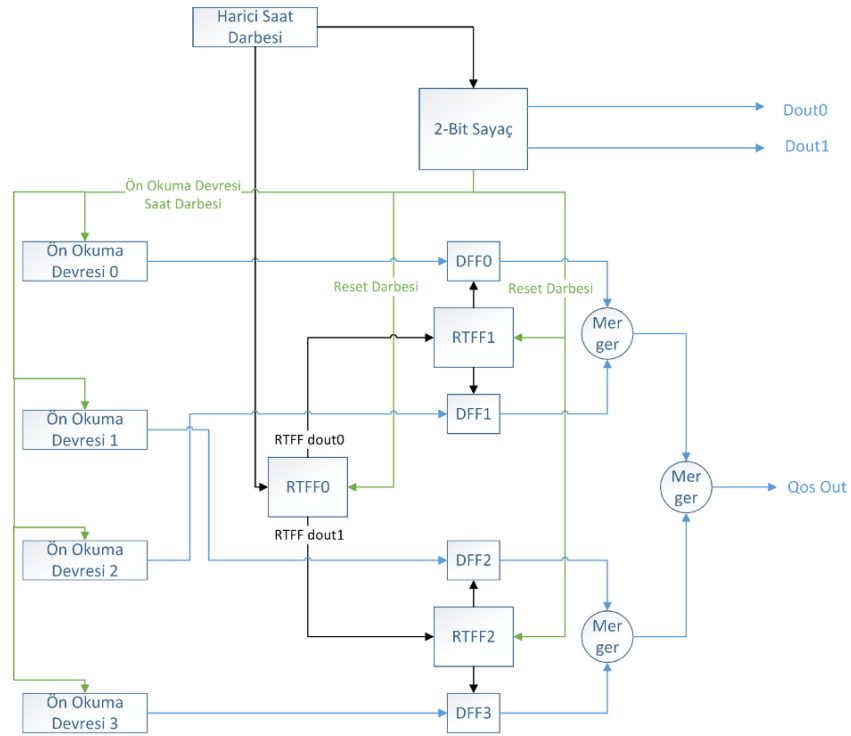 Harici Saat
Darbesi
2-Bit Sayaç
Dout0
Dout1
Ön Okuma Devresi
Saat Darbesi
Ön Okuma
Devresi 0
DFF0
Reset Darbesi
Reset Darbesi
RTFF1
Mer
ger
Ön Okuma
Devresi 1
DFF1
RTFF dout0
RTFF0
Mer
ger
Qos Out
RTFF dout1
Ön Okuma
Devresi 2
DFF2
RTFF2
Mer
ger
Ön Okuma
Devresi 3
DFF3